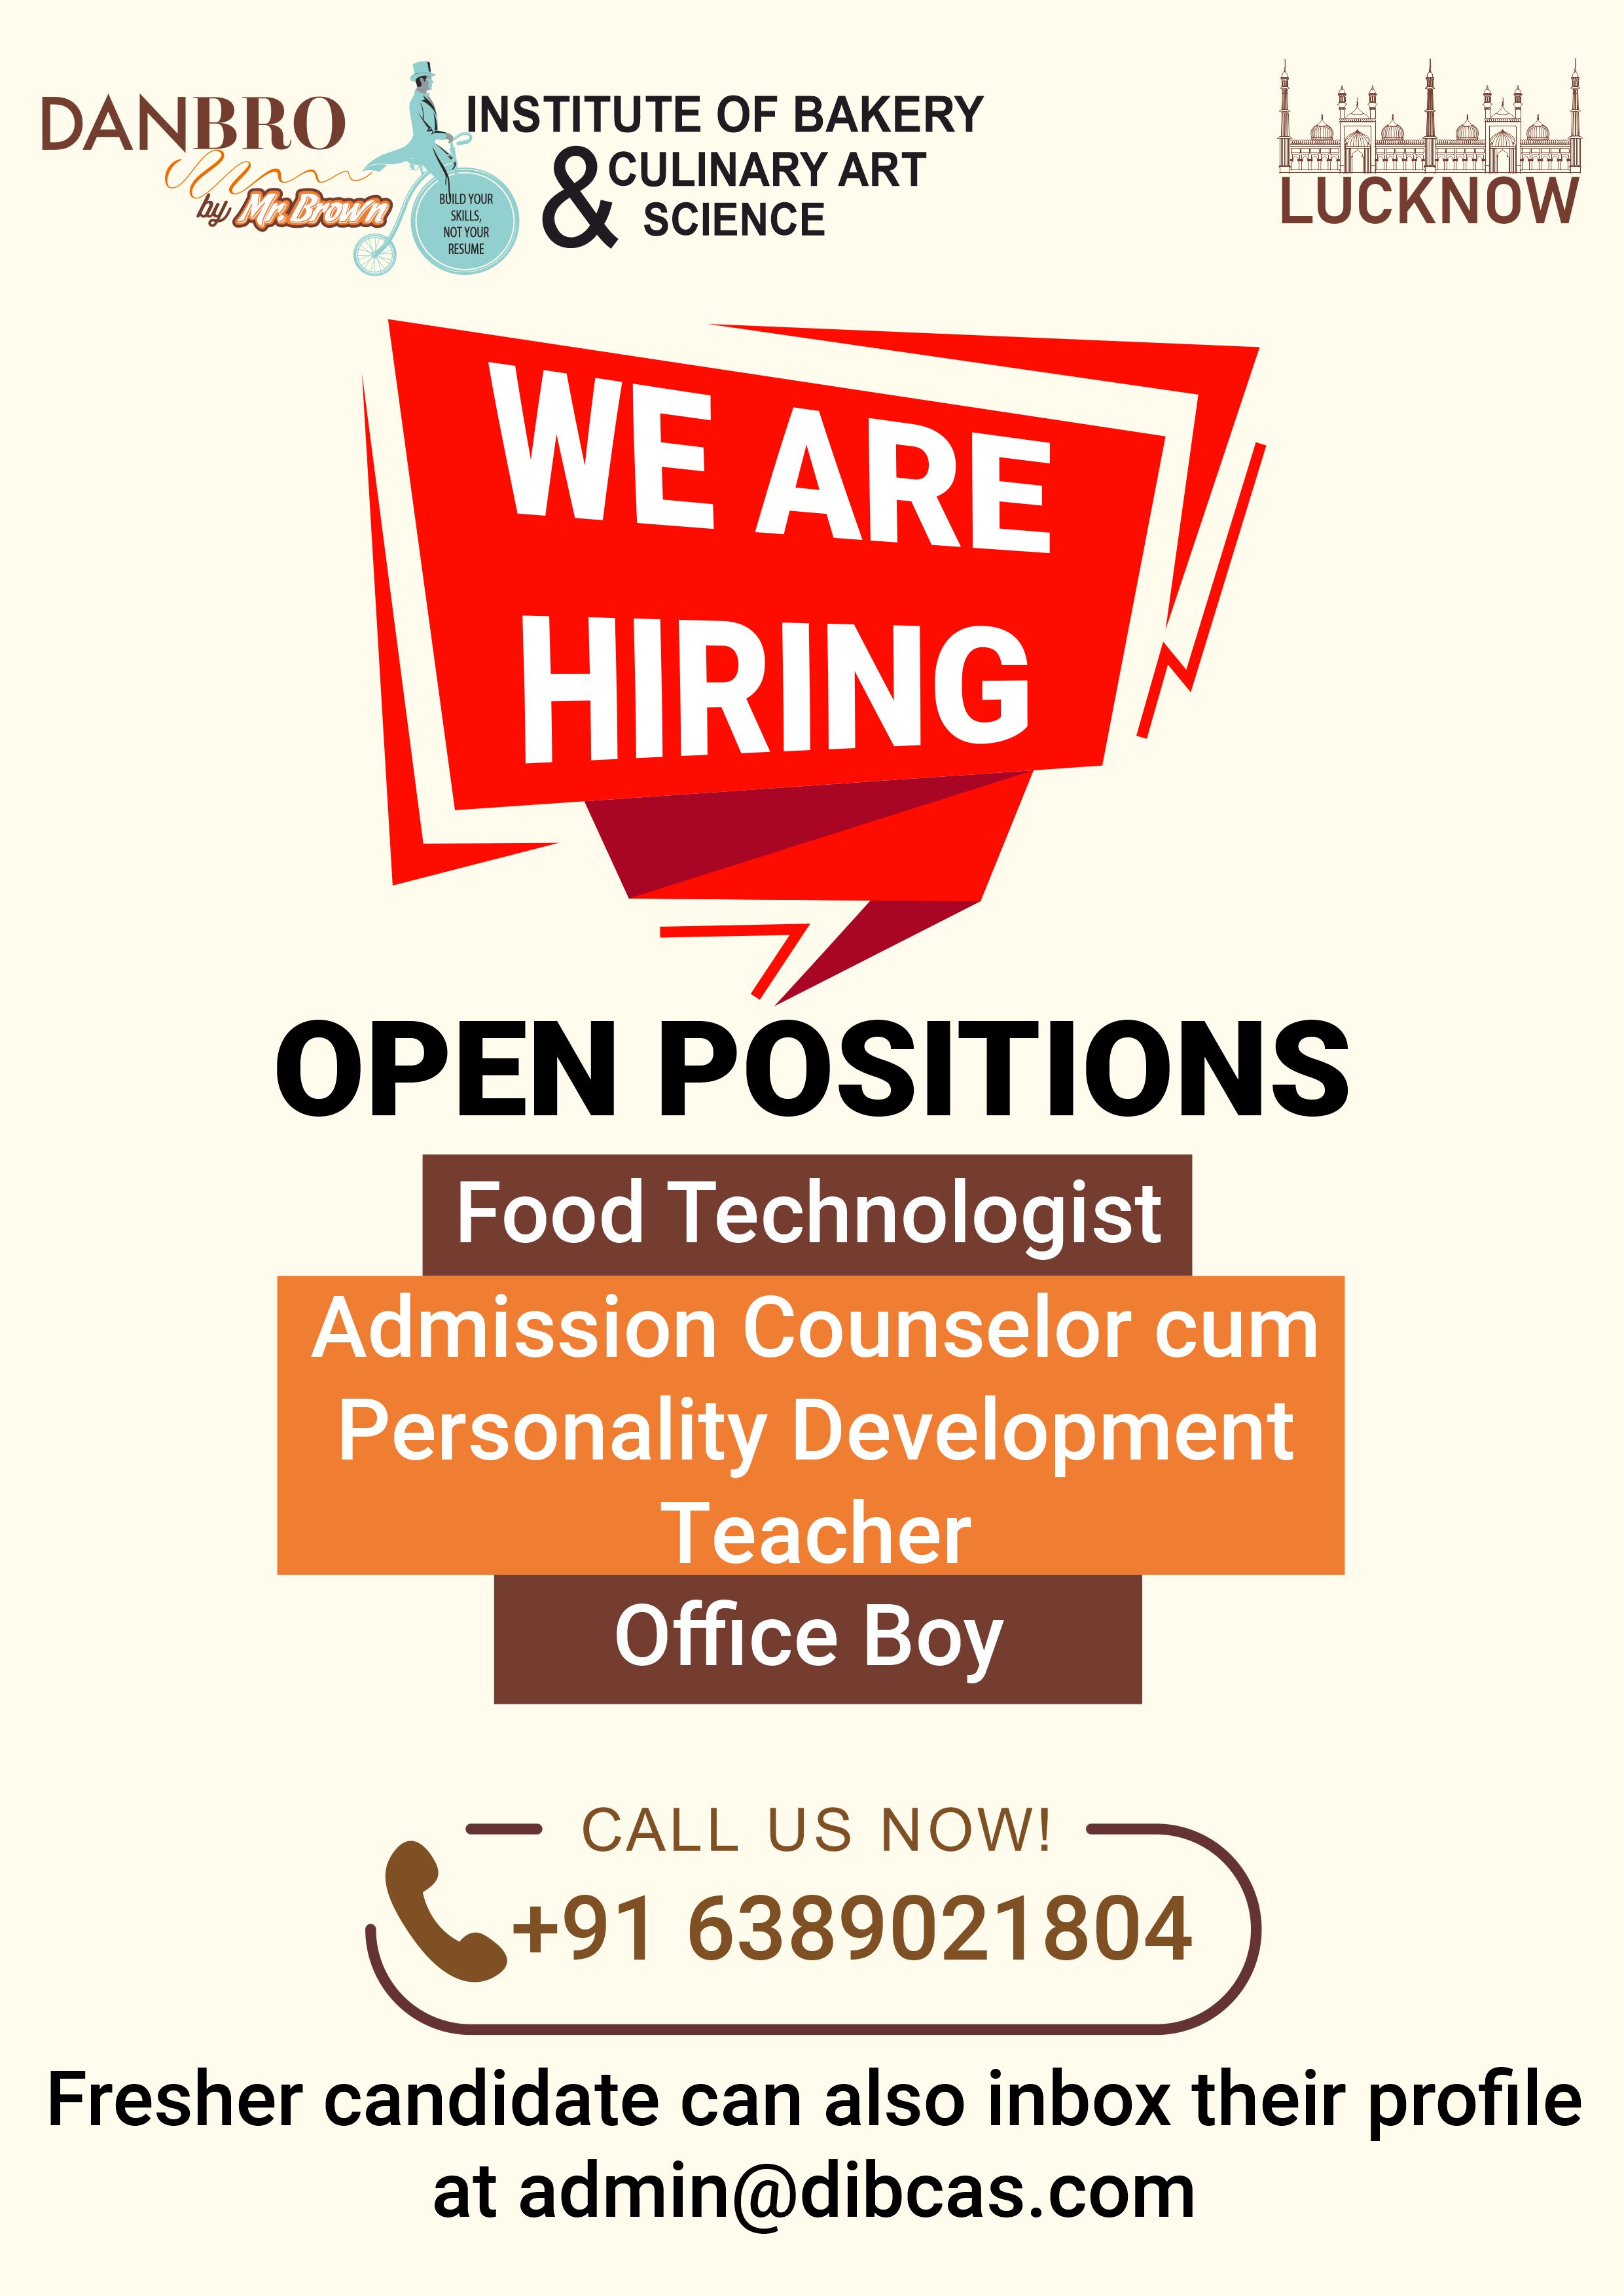 DANBRO
by Mr. Brown
BUILD YOUR
SKILLS,
NOT YOUR
RESUME
INSTITUTE OF BAKERY
& CULINARY ART
SCIENCE
LUCKNOW
WE ARE
HIRING
OPEN POSITIONS
Food Technologist
Admission Counselor cum
Personality Development
Teacher
Office Boy
CALL US NOW!
+91 6389021804
Fresher candidate can also inbox their profile
at admin@dibcas.com